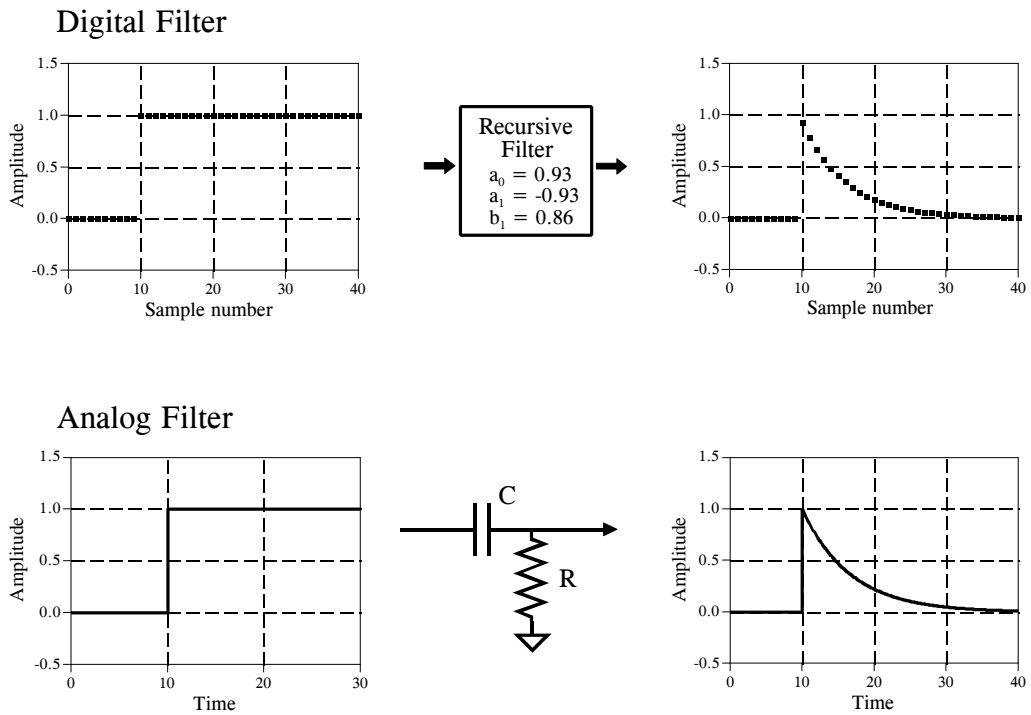 Digital Filter
1.5
1.0
0.5
0.0
-0.5
Amplitude
0 10 20 30 40
Sample number
Recursive
Filter
a0 = 0.93
a1 = -0.93
b1 = 0.86
1.5
1.0
0.5
0.0
-0.5
Amplitude
0 10 20 30 40
Sample number
Analog Filter
1.5
1.0
0.5
0.0
-0.5
Amplitude
0 10 20 30
Time
C
R
1.5
1.0
0.5
0.0
-0.5
Amplitude
0 10 20 30 40
Time